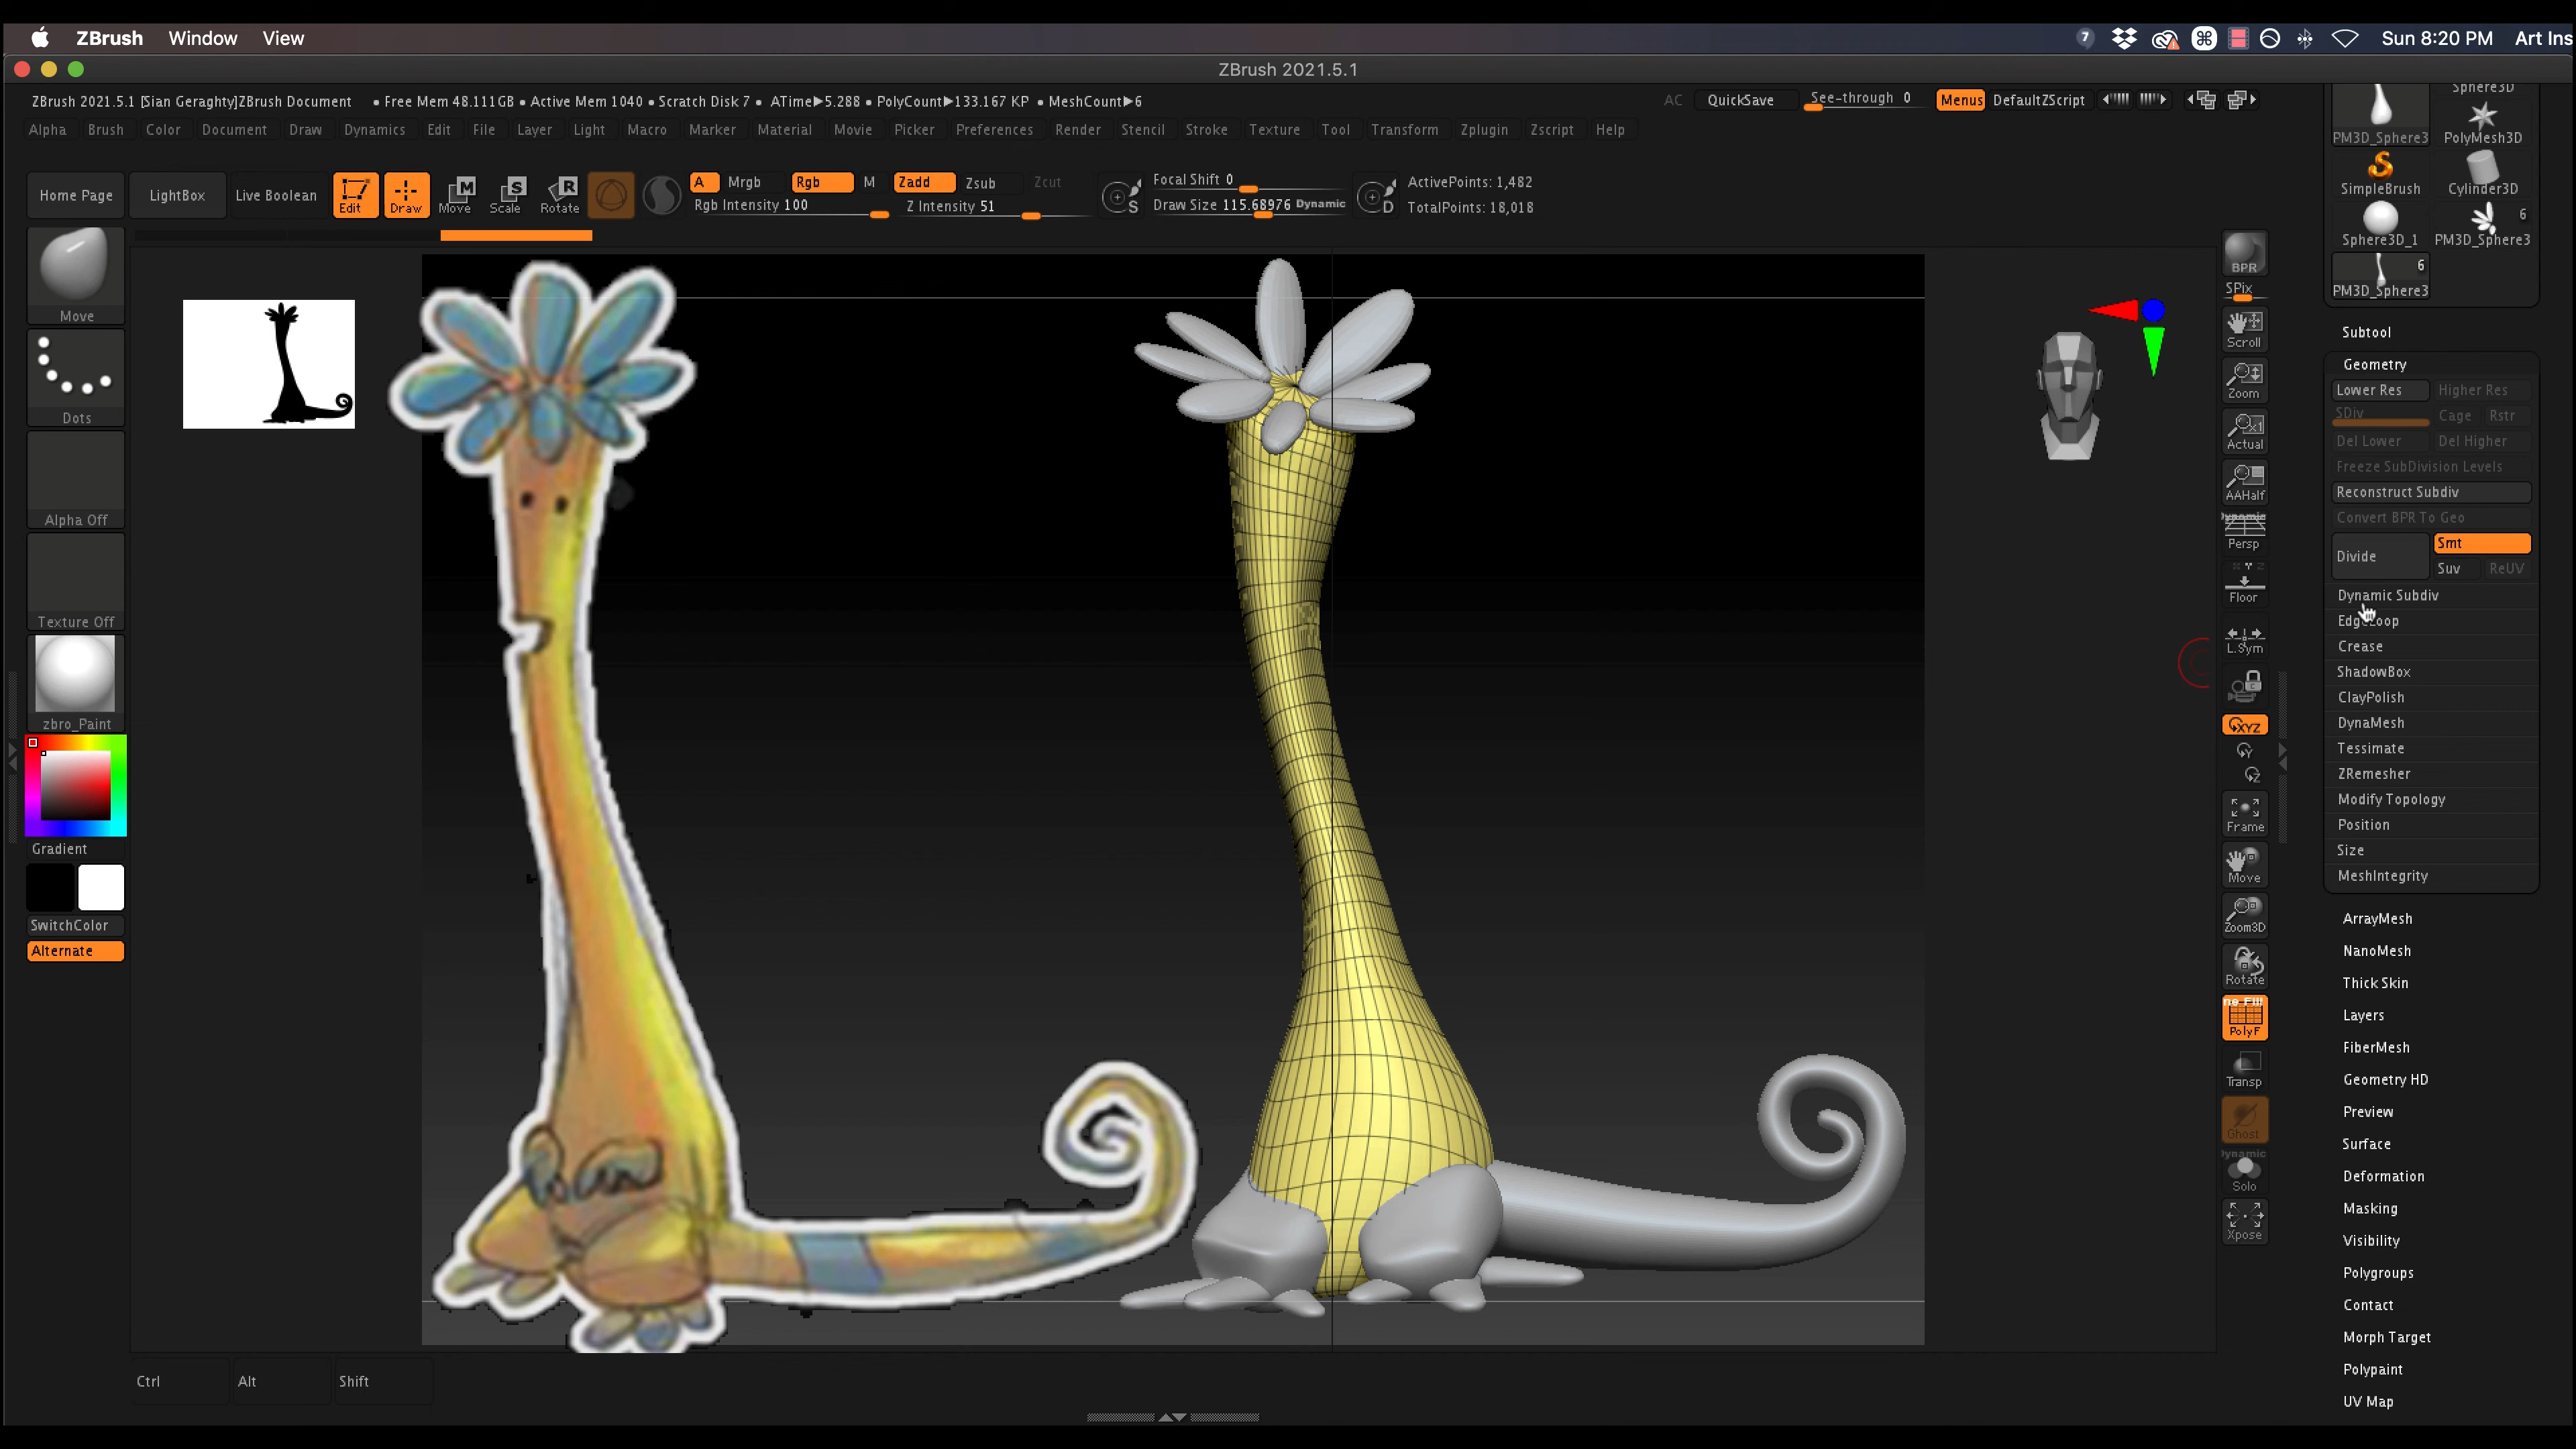 ZBrush Window View
7
Sun 8:20 PM Art Ins
ZBrush 2021.5.1
ZBrush 2021.5.1 [Sian Geraghty]ZBrush Document • Free Mem 48.111GB • Active Mem 1040 • Scratch Disk 7 • ATime▶5.288 • PolyCount▶133.167 KP • MeshCount▶6
AC QuickSave See-through 0 Menus DefaultZScript
Alpha Brush Color Document Draw Dynamics Edit File Layer Light Macro Marker Material Movie Picker Preferences Render Stencil Stroke Texture Tool Transform Zplugin Zscript Help
Home Page LightBox Live Boolean Edit Draw Move Scale Rotate
M S R
A Mrgb Rgb M Zadd Zsub Zcut
Rgb Intensity 100 Z Intensity 51
S
Focal Shift 0
Draw Size 115.68976 Dynamic
D
ActivePoints: 1,482
TotalPoints: 18,018
Move
Dots
Alpha Off
Texture Off
zbro_Paint
Gradient
SwitchColor
Alternate
Ctrl Alt Shift
BPR
SPix
Scroll
Zoom
Actual
AAHalf
Dynamic
Persp
Floor
L.Sym
XYZ
Y
Z
Frame
Move
Zoom3D
Rotate
ne Fill
PolyF
Transp
Ghost
Dynamic
Solo
Xpose
Sphere3D
PM3D_Sphere3 PolyMesh3D
SimpleBrush Cylinder3D
6
Sphere3D_1 PM3D_Sphere3
6
PM3D_Sphere3
Subtool
Geometry
Lower Res Higher Res
SDiv Cage Rstr
Del Lower Del Higher
Freeze SubDivision Levels
Reconstruct Subdiv
Convert BPR To Geo
Divide Smt
Suv ReUV
Dynamic Subdiv
EdgeLoop
Crease
ShadowBox
ClayPolish
DynaMesh
Tessimate
ZRemesher
Modify Topology
Position
Size
MeshIntegrity
ArrayMesh
NanoMesh
Thick Skin
Layers
FiberMesh
Geometry HD
Preview
Surface
Deformation
Masking
Visibility
Polygroups
Contact
Morph Target
Polypaint
UV Map